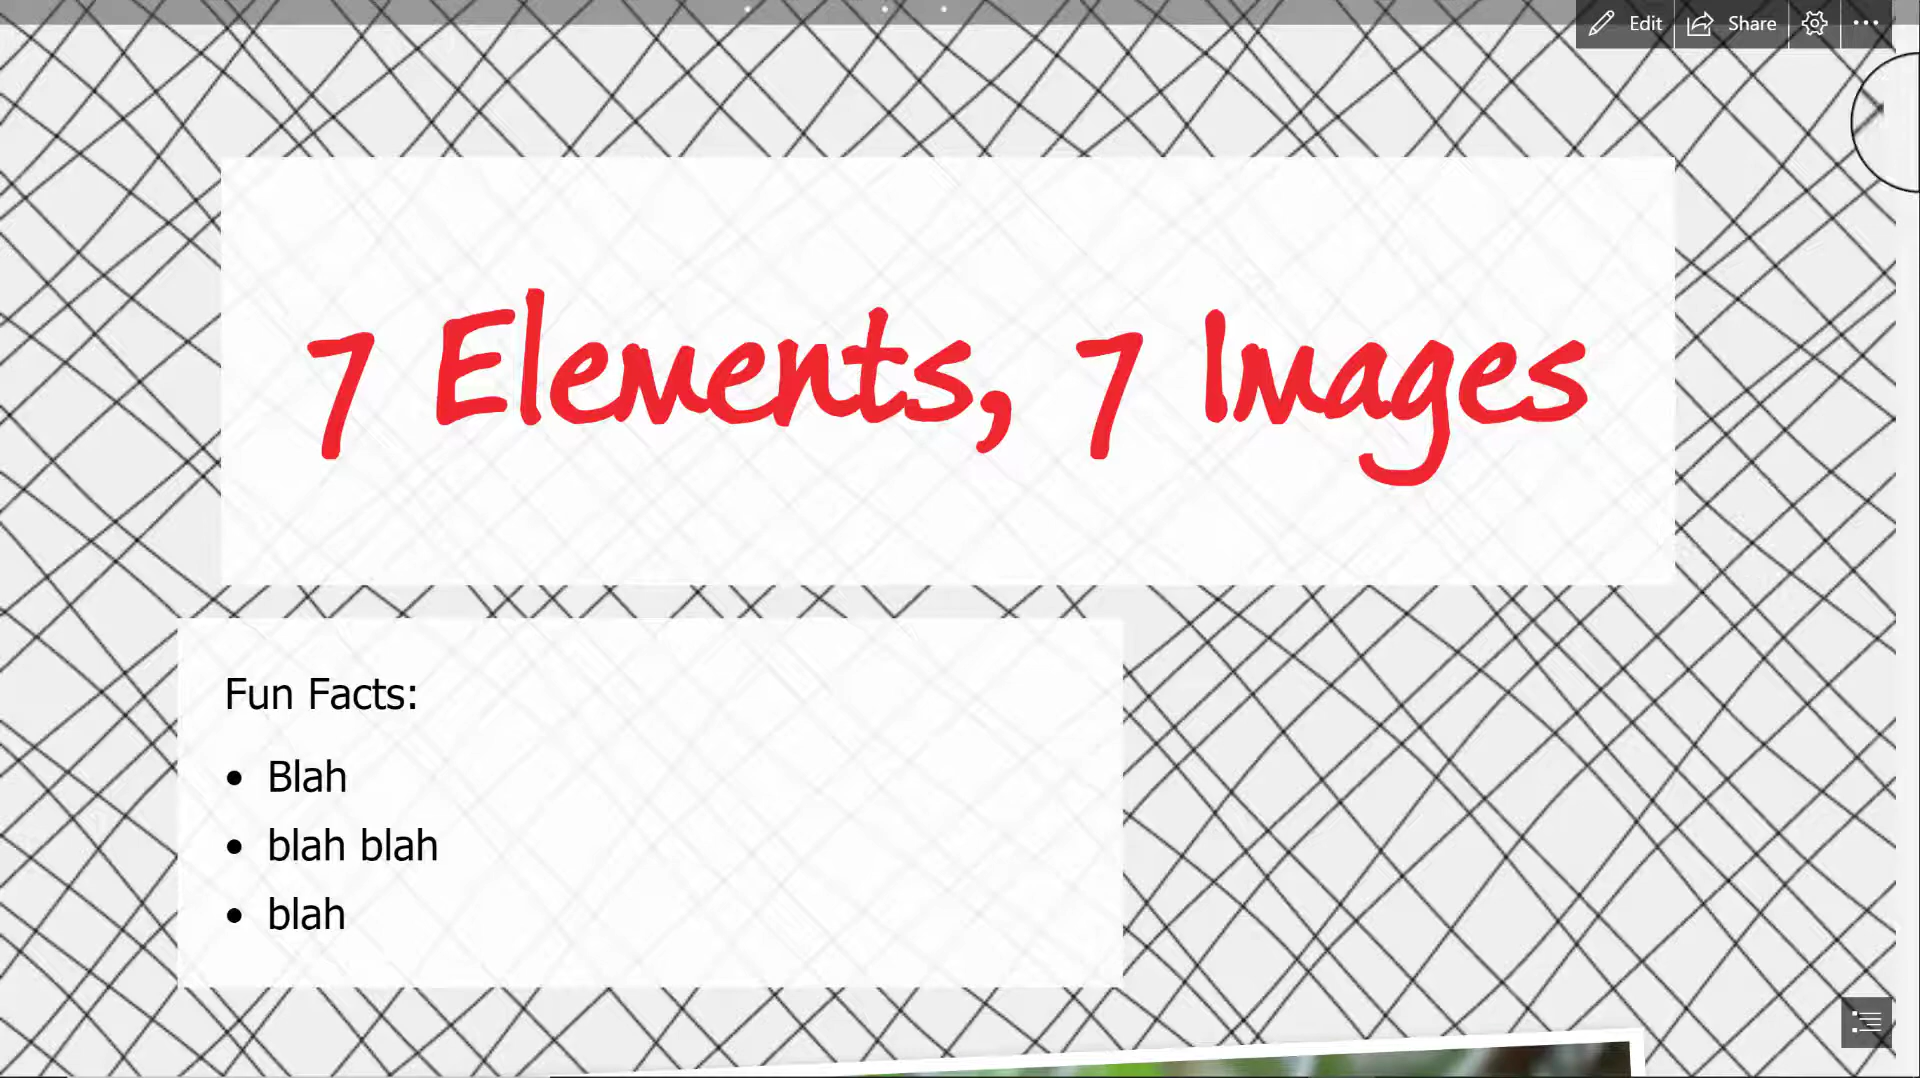 Edit Share
7 Elements, 7 Images
Fun Facts:
• Blah
• blah blah
• blah